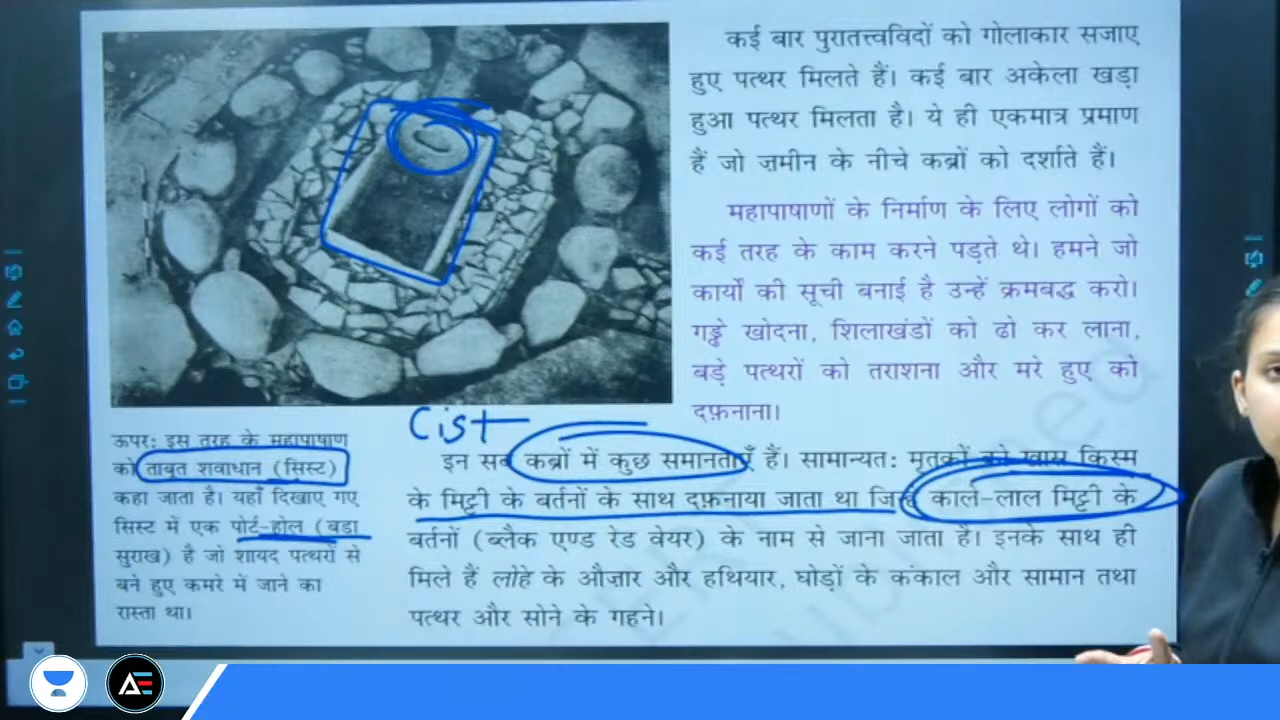 कई बार पुरातत्त्वविदों को गोलाकार सजाए
हुए पत्थर मिलते हैं। कई बार अकेला खड़ा
हुआ पत्थर मिलता है। ये ही एकमात्र प्रमाण
हैं जो ज़मीन के नीचे कब्रों को दर्शाते हैं।
महापाषाणों के निर्माण के लिए लोगों को
कई तरह के काम करने पड़ते थे। हमने जो
कार्यों की सूची बनाई है उन्हें क्रमबद्ध करो।
गड्ढे खोदना, शिलाखंडों को ढो कर लाना,
बड़े पत्थरों को तराशना और मरे हुए को
दफ़नाना।
Cist
ऊपर: इस तरह के महापाषाण
को ताबूत शवाधान (सिस्ट)
कहा जाता है। यहाँ दिखाए गए
सिस्ट में एक पोर्ट-होल (बड़ा
सुराख) है जो शायद पत्थरों से
बने हुए कमरे में जाने का
रास्ता था।
इन सब कब्रों में कुछ समानताएँ हैं। सामान्यत: मृतकों को खास किस्म
के मिट्टी के बर्तनों के साथ दफ़नाया जाता था काले-लाल मिट्टी के
बर्तनों (ब्लैक एण्ड रेड वेयर) के नाम से जाना जाता है। इनके साथ ही
मिले हैं लोहे के औज़ार और हथियार, घोड़ों के कंकाल और सामान तथा
पत्थर और सोने के गहने।